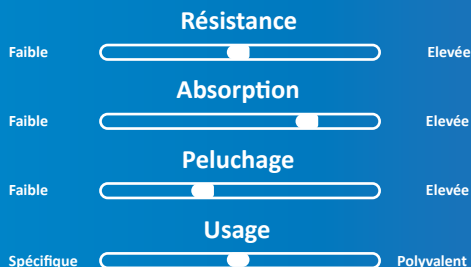 Résistance
Faible Elevée
Absorption
Faible Elevée
Peluchage
Faible Elevée
Usage
Spécifique Polyvalent